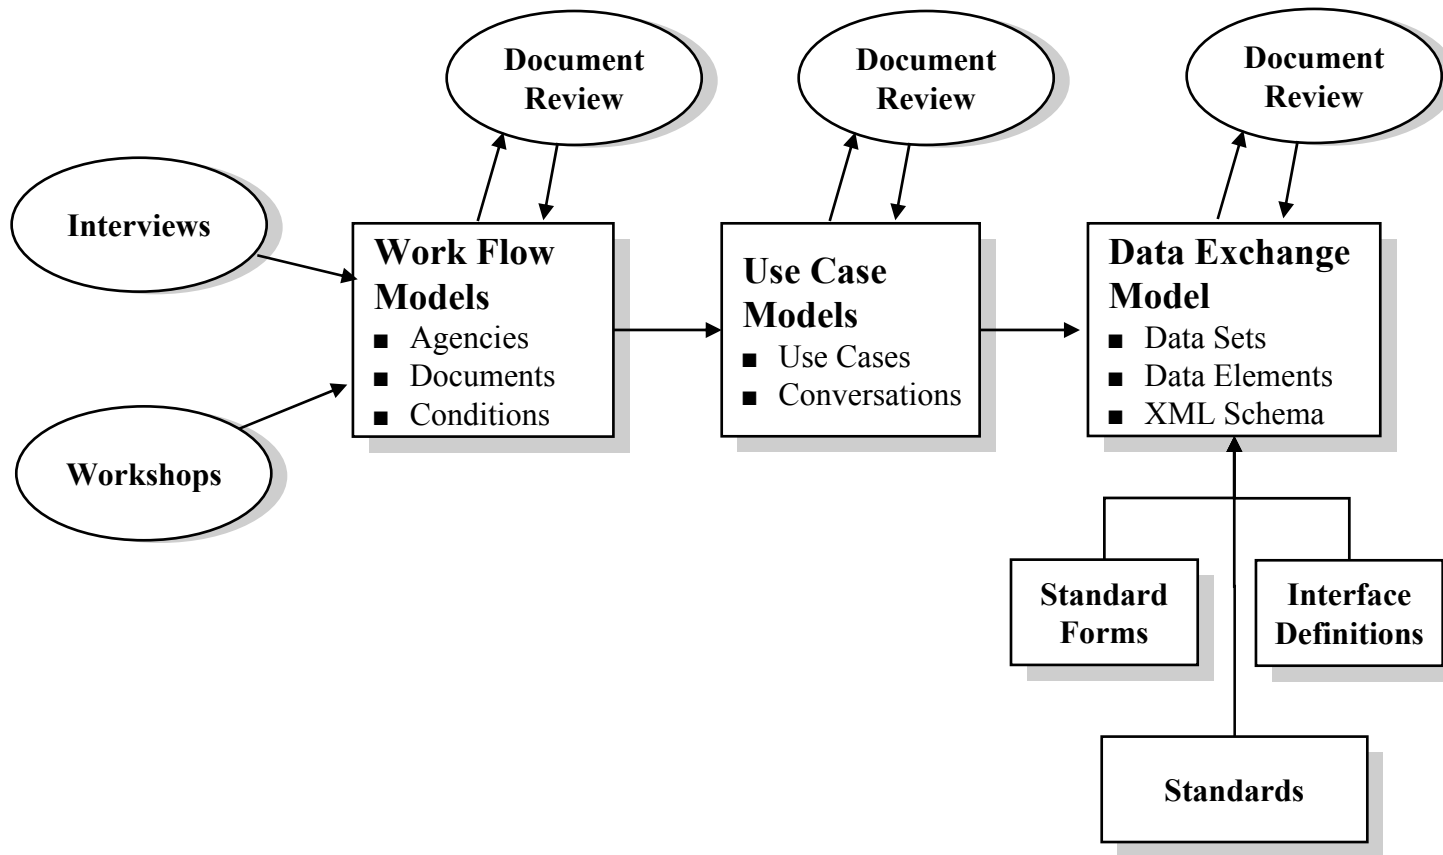 Document
Review
Document
Review
Document
Review
Interviews
Workshops
Work Flow
Models
■ Agencies
■ Documents
■ Conditions
Use Case
Models
■ Use Cases
■ Conversations
Data Exchange
Model
■ Data Sets
■ Data Elements
■ XML Schema
Standard
Forms
Interface
Definitions
Standards